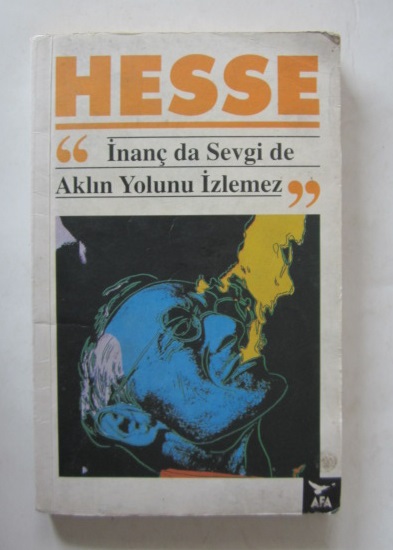 HESSE
“ İnanç da Sevgi de
Aklın Yolunu İzlemez ”
AFA